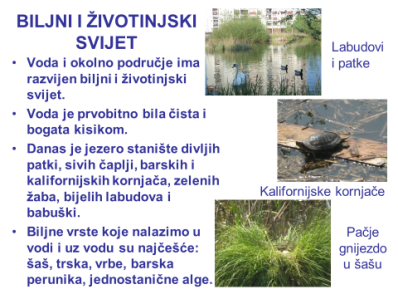 BILJNI I ŽIVOTINJSKI
SVIJET
• Voda i okolno područje ima
razvijen biljni i životinjski
svijet.
• Voda je prvobitno bila čista i
bogata kisikom.
• Danas je jezero stanište divljih
patki, sivih čaplji, barskih i
kalifornijskih kornjača, zelenih
žaba, bijelih labudova i
babuški.
• Biljne vrste koje nalazimo u
vodi i uz vodu su najčešće:
šaš, trska, vrbe, barska
perunika, jednostanične alge.
Labudovi
i patke
Kalifornijske kornjače
Pačje
gnijezdo
u šašu